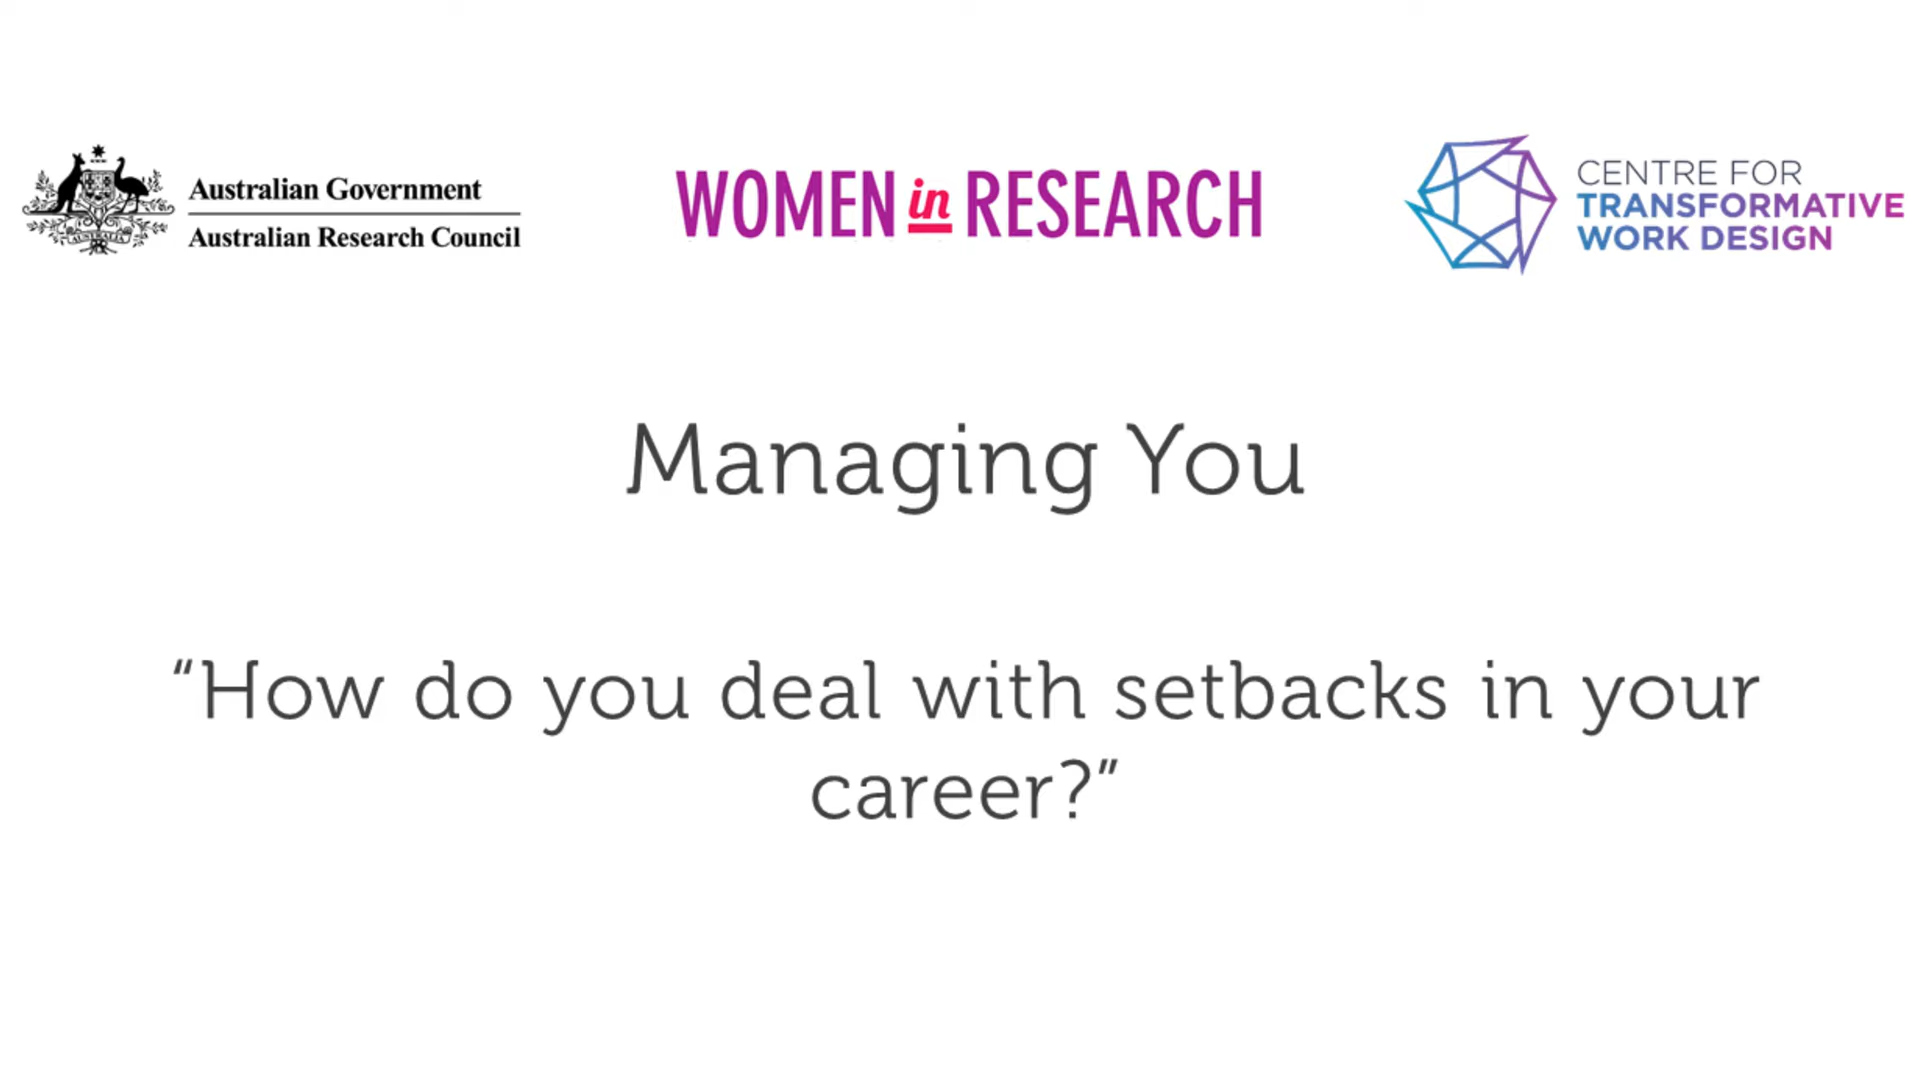 Australian Government
Australian Research Council
AUSTRALIA
WOMEN in RESEARCH
CENTRE FOR
TRANSFORMATIVE
WORK DESIGN
Managing You
“How do you deal with setbacks in your
career?”